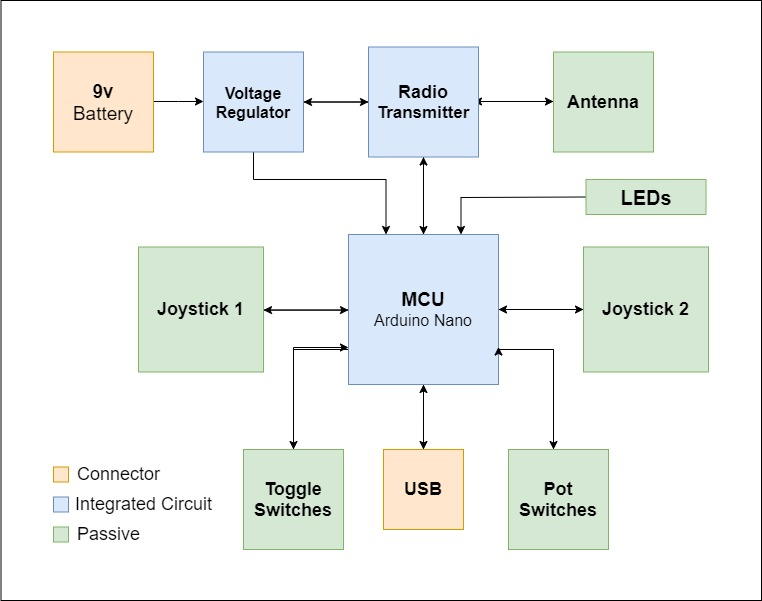 9v
Battery
Voltage
Regulator
Radio
Transmitter
Antenna
LEDs
Joystick 1
MCU
Arduino Nano
Joystick 2
Toggle
Switches
USB
Pot
Switches
Connector
Integrated Circuit
Passive